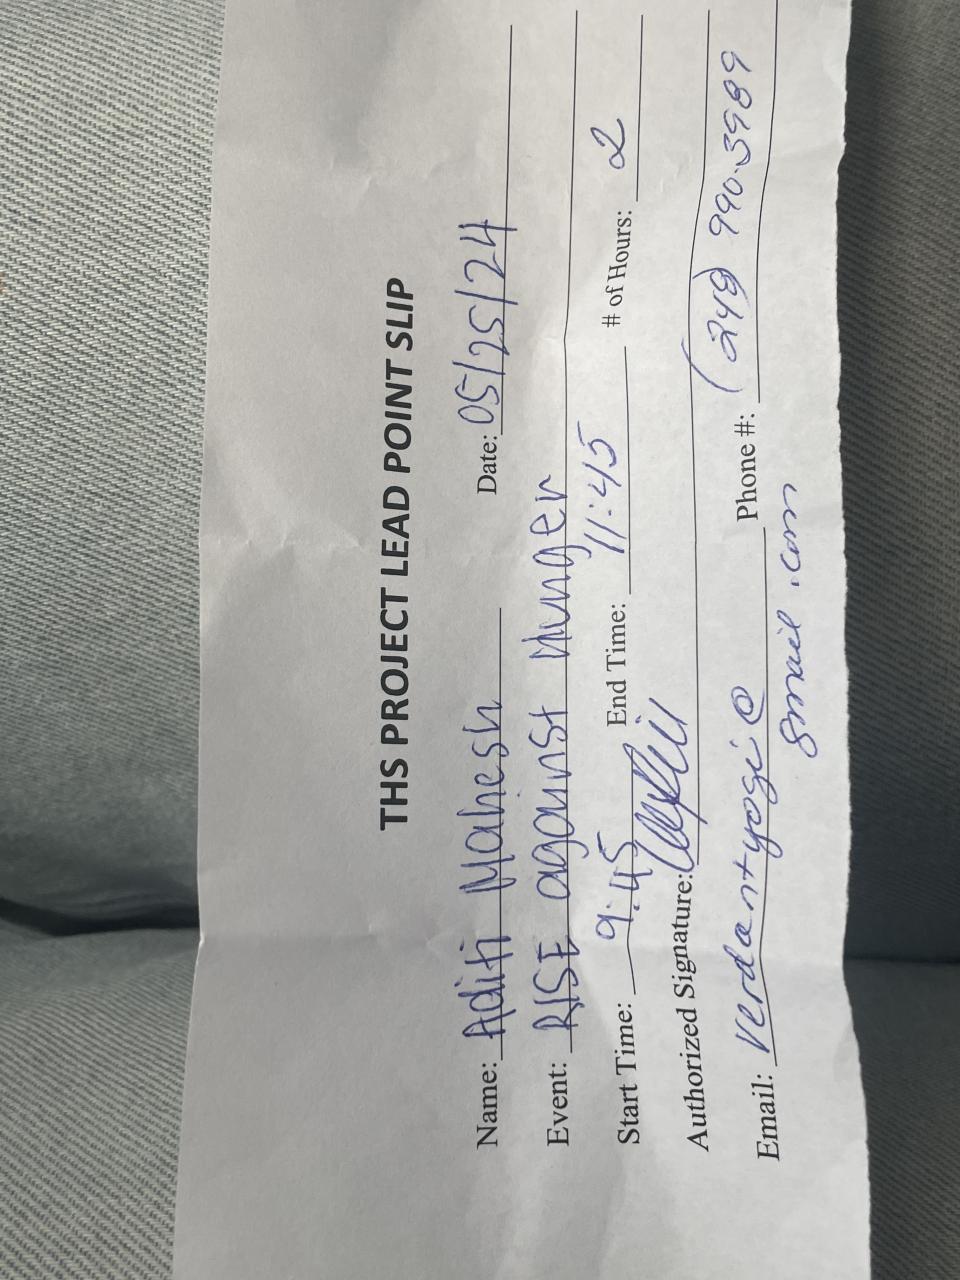 THS PROJECT LEAD POINT SLIP
Name: Aditi Mahesh Date: 05/25/24
Event: RISE against Hunger
Start Time: 9:45 End Time: 11:45 # of Hours: 2
Authorized Signature:
Email: verdantyogi@ Phone #: (248) 990.3989
gmail.com